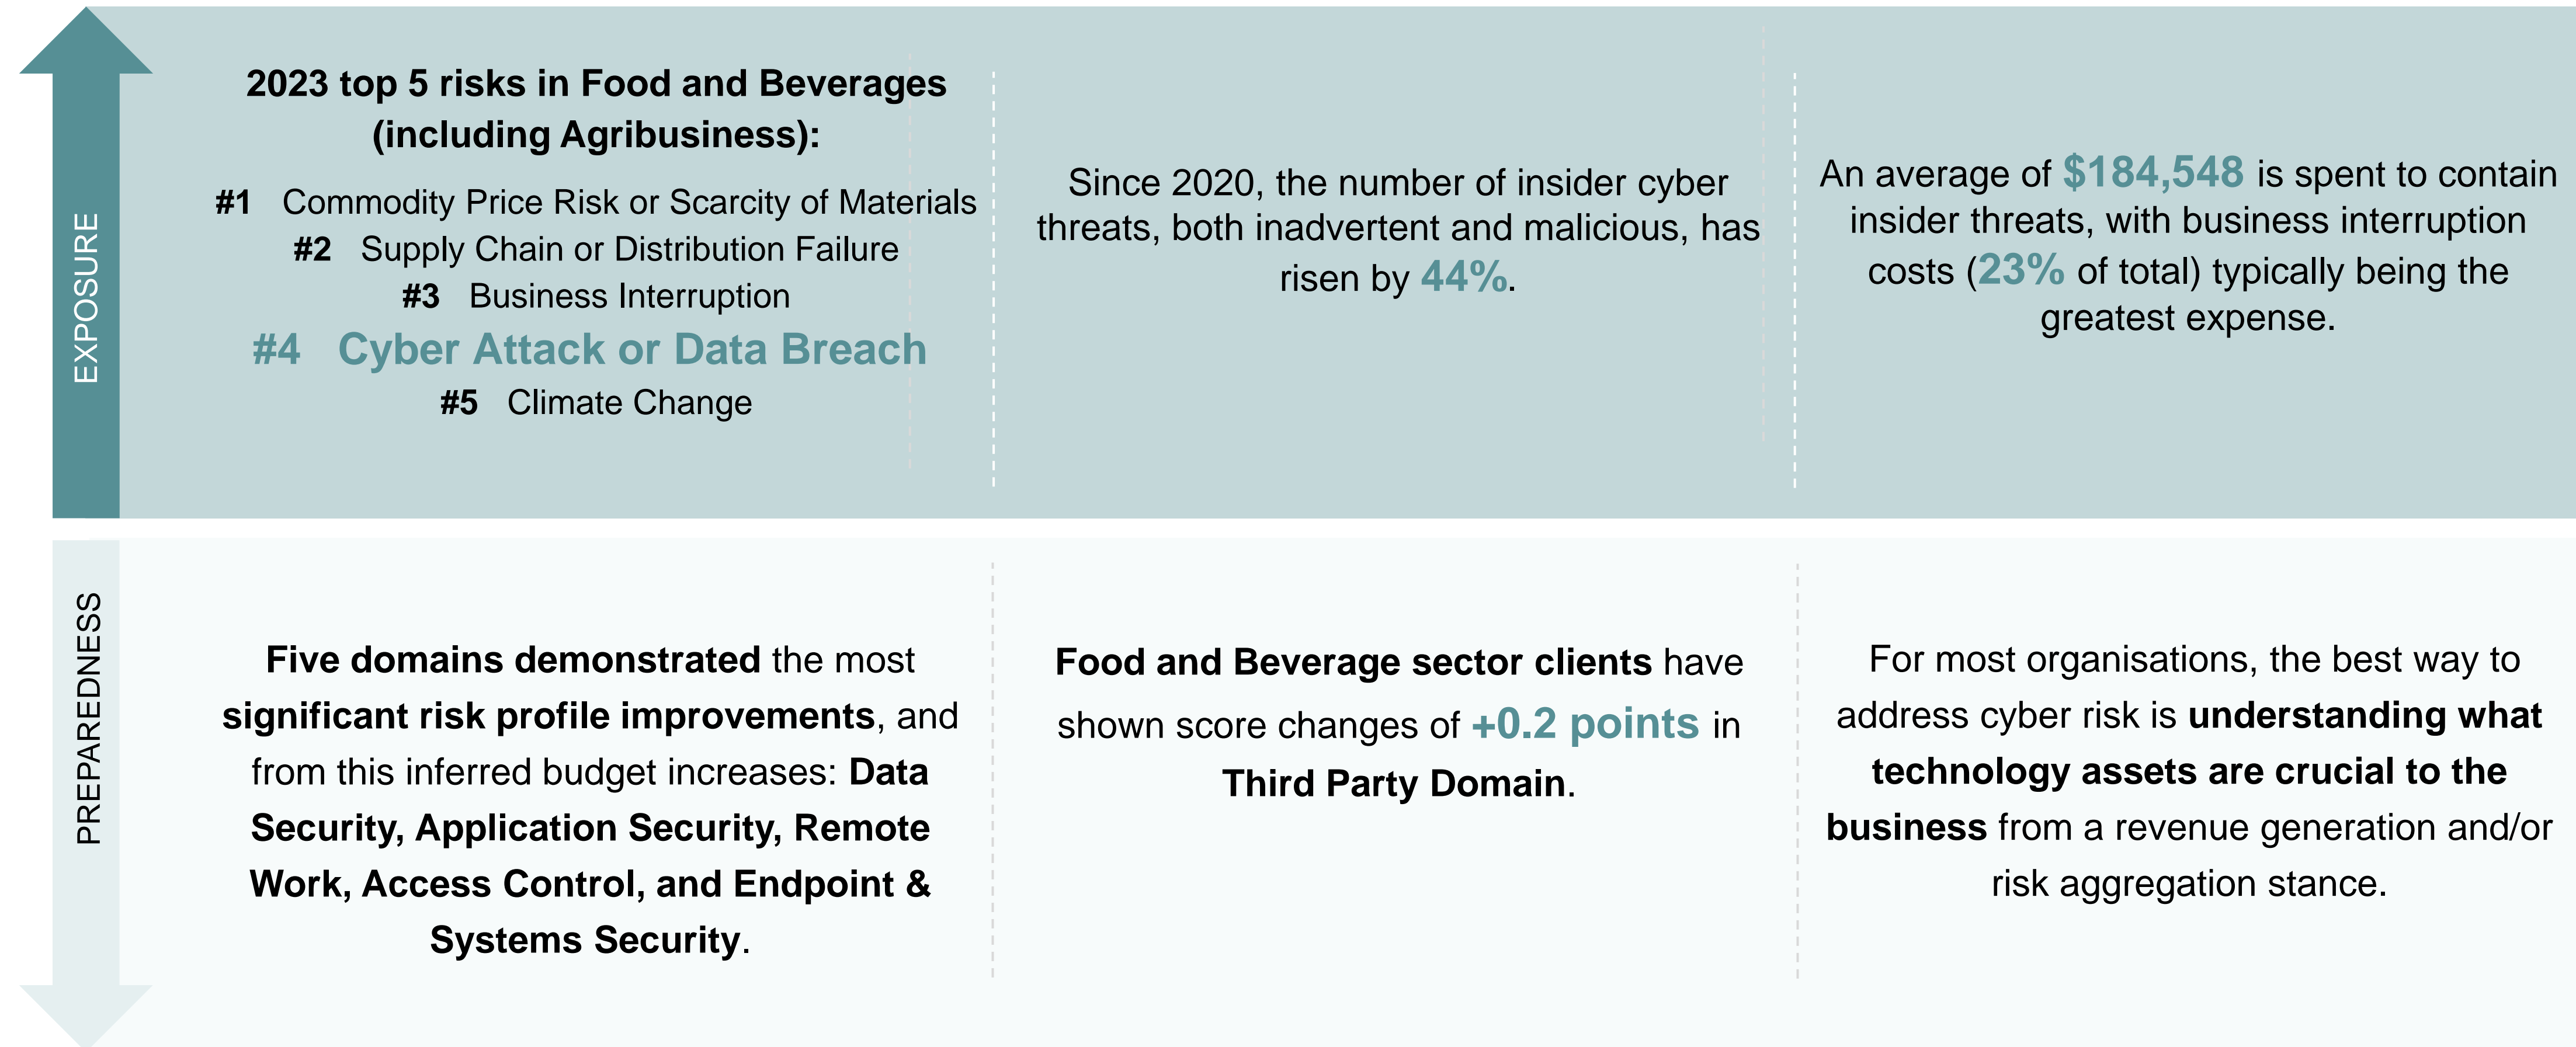 EXPOSURE
2023 top 5 risks in Food and Beverages
(including Agribusiness):
#1 Commodity Price Risk or Scarcity of Materials
#2 Supply Chain or Distribution Failure
#3 Business Interruption
#4 Cyber Attack or Data Breach
#5 Climate Change
Since 2020, the number of insider cyber
threats, both inadvertent and malicious, has
risen by 44%.
An average of $184,548 is spent to contain
insider threats, with business interruption
costs (23% of total) typically being the
greatest expense.
PREPAREDNESS
Five domains demonstrated the most
significant risk profile improvements, and
from this inferred budget increases: Data
Security, Application Security, Remote
Work, Access Control, and Endpoint &
Systems Security.
Food and Beverage sector clients have
shown score changes of +0.2 points in
Third Party Domain.
For most organisations, the best way to
address cyber risk is understanding what
technology assets are crucial to the
business from a revenue generation and/or
risk aggregation stance.